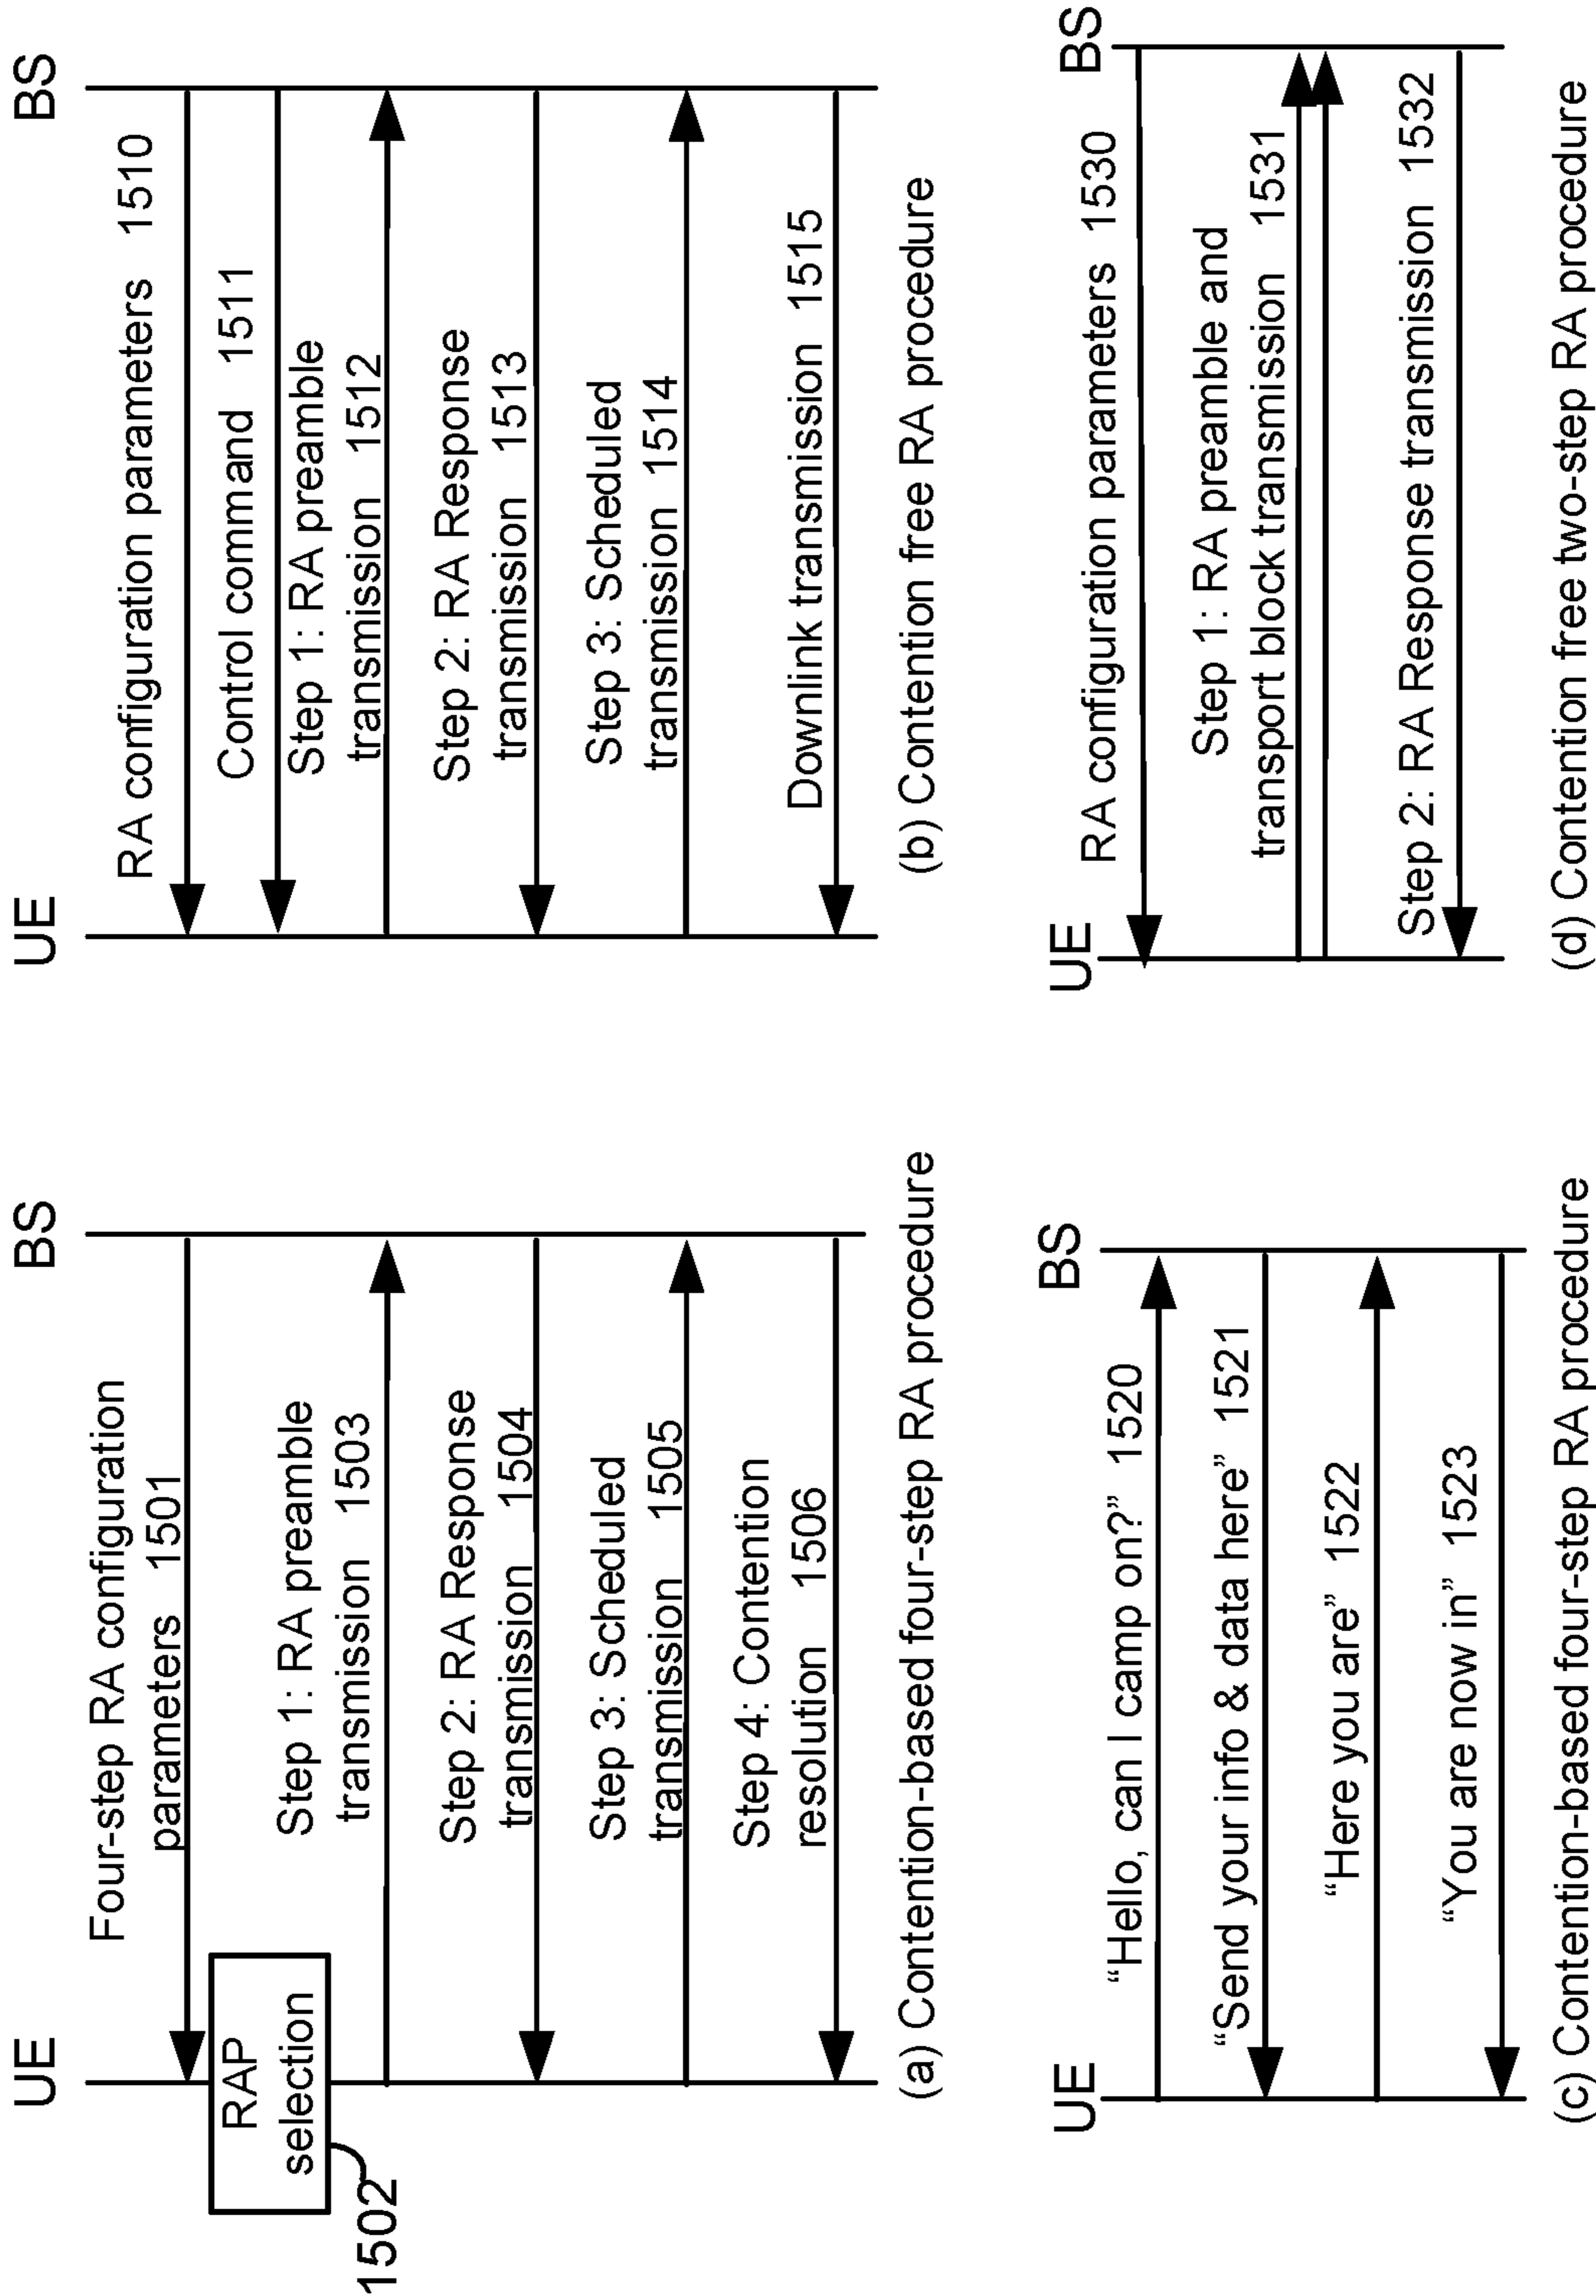 UE
BS
Four-step RA configuration
parameters 1501
RAP
selection
1502
Step 1: RA preamble
transmission 1503
Step 2: RA Response
transmission 1504
Step 3: Scheduled
transmission 1505
Step 4: Contention
resolution 1506
(a) Contention-based four-step RA procedure
UE
BS
RA configuration parameters 1510
Control command 1511
Step 1: RA preamble
transmission 1512
Step 2: RA Response
transmission 1513
Step 3: Scheduled
transmission 1514
Downlink transmission 1515
(b) Contention free RA procedure
UE
BS
“Hello, can I camp on?” 1520
“Send your info & data here” 1521
“Here you are” 1522
“You are now in” 1523
(c) Contention-based four-step RA procedure
UE
BS
RA configuration parameters 1530
Step 1: RA preamble and
transport block transmission 1531
Step 2: RA Response transmission 1532
(d) Contention free two-step RA procedure